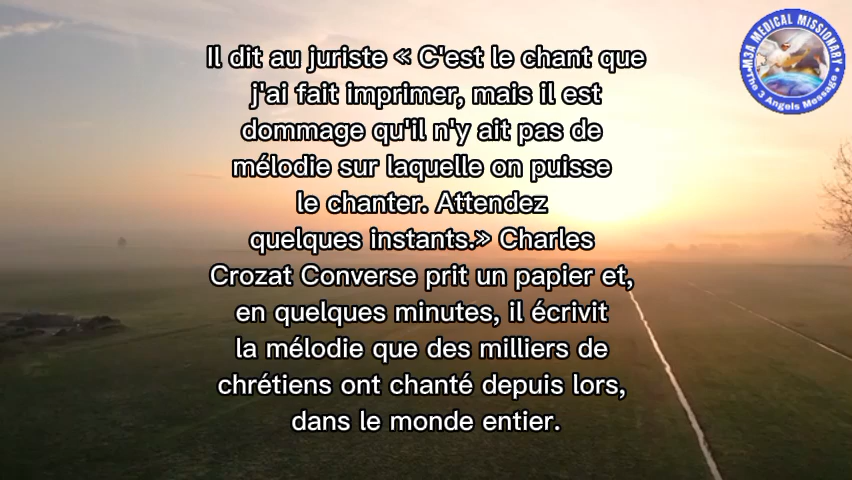 Il dit au juriste « C'est le chant que
j'ai fait imprimer, mais il est
dommage qu'il n'y ait pas de
mélodie sur laquelle on puisse
le chanter. Attendez
quelques instants.» Charles
Crozat Converse prit un papier et,
en quelques minutes, il écrivit
la mélodie que des milliers de
chrétiens ont chanté depuis lors,
dans le monde entier.
M3A MEDICAL MISSIONARY
The 3 Angels Message